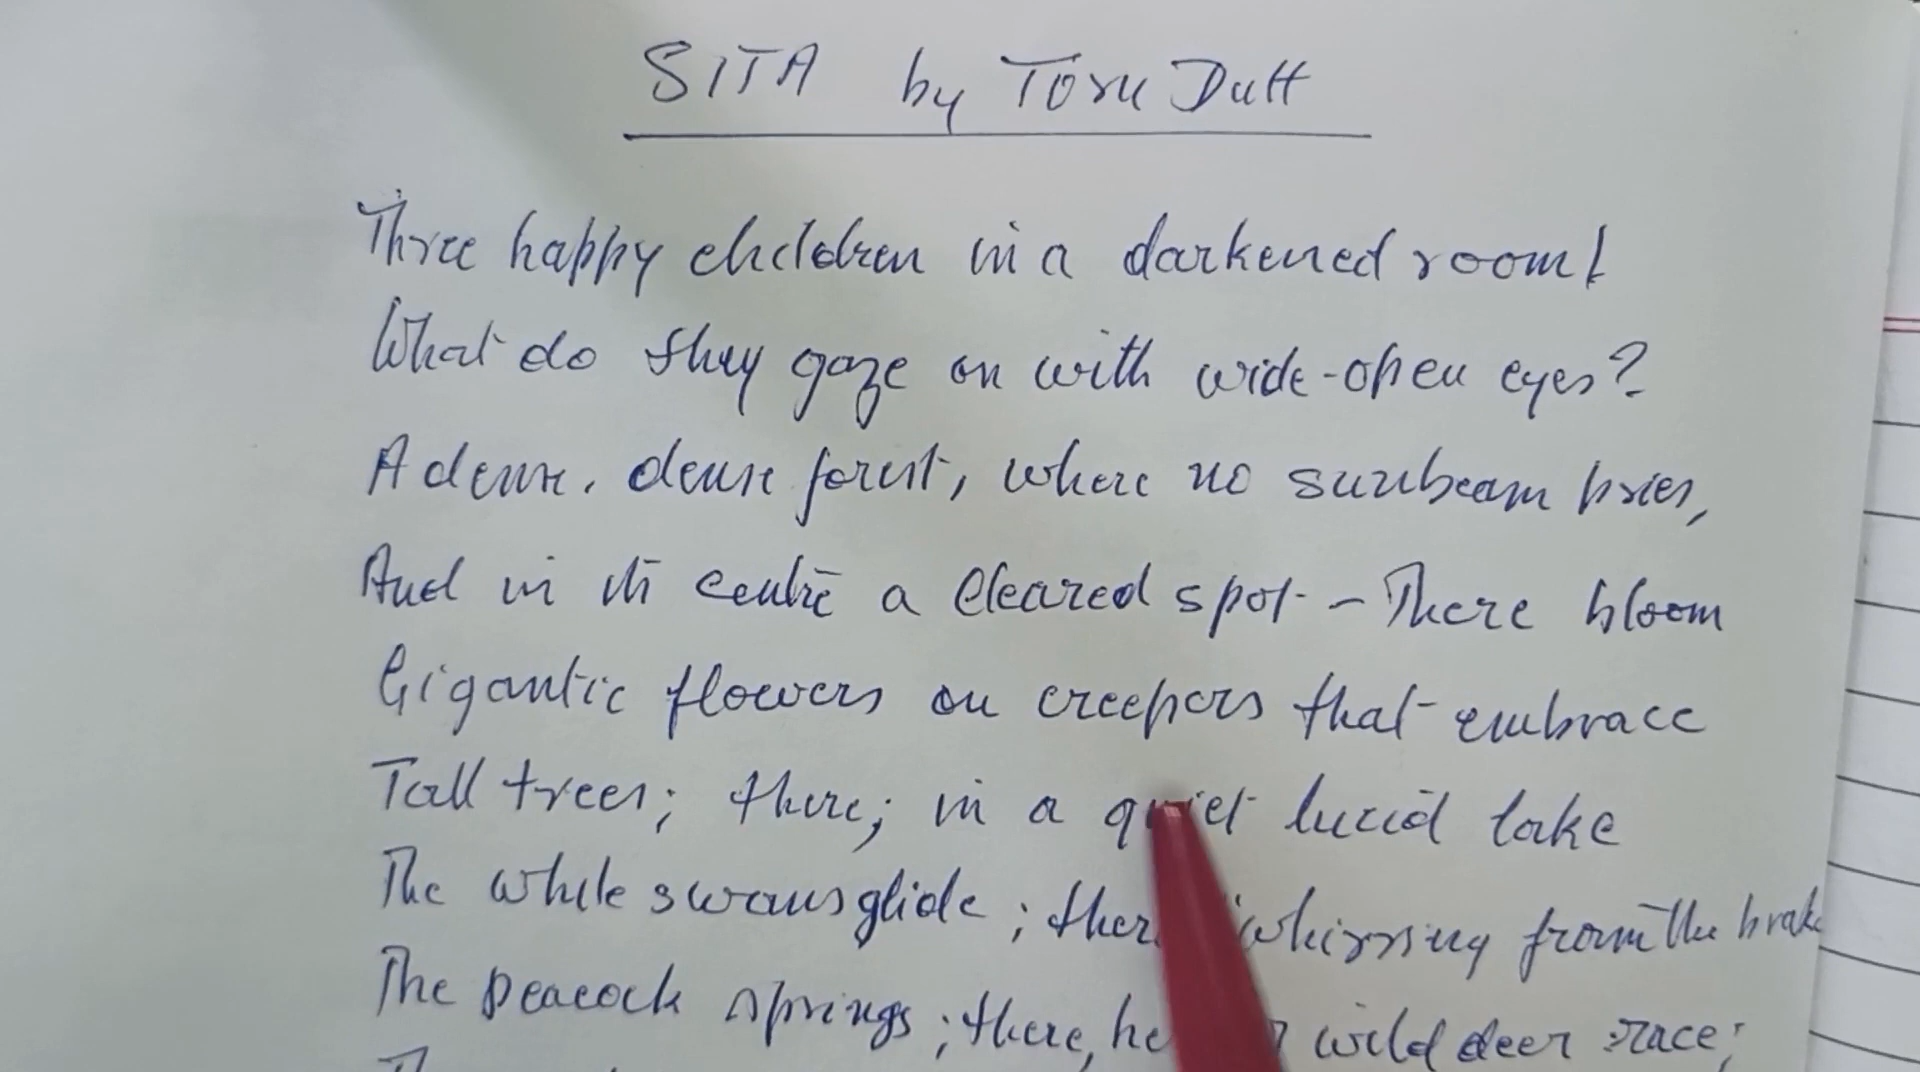 SITA by Toru Dutt
Three happy children in a darkened room!
What do they gaze on with wide-open eyes?
A dense, dense forest, where no sunbeam pries,
And in its centre a cleared spot - There bloom
Gigantic flowers on creepers that embrace
Tall trees; there; in a quiet lucid lake
The white swans glide; there whirring from the brake
The peacock springs; there, wild deer race;